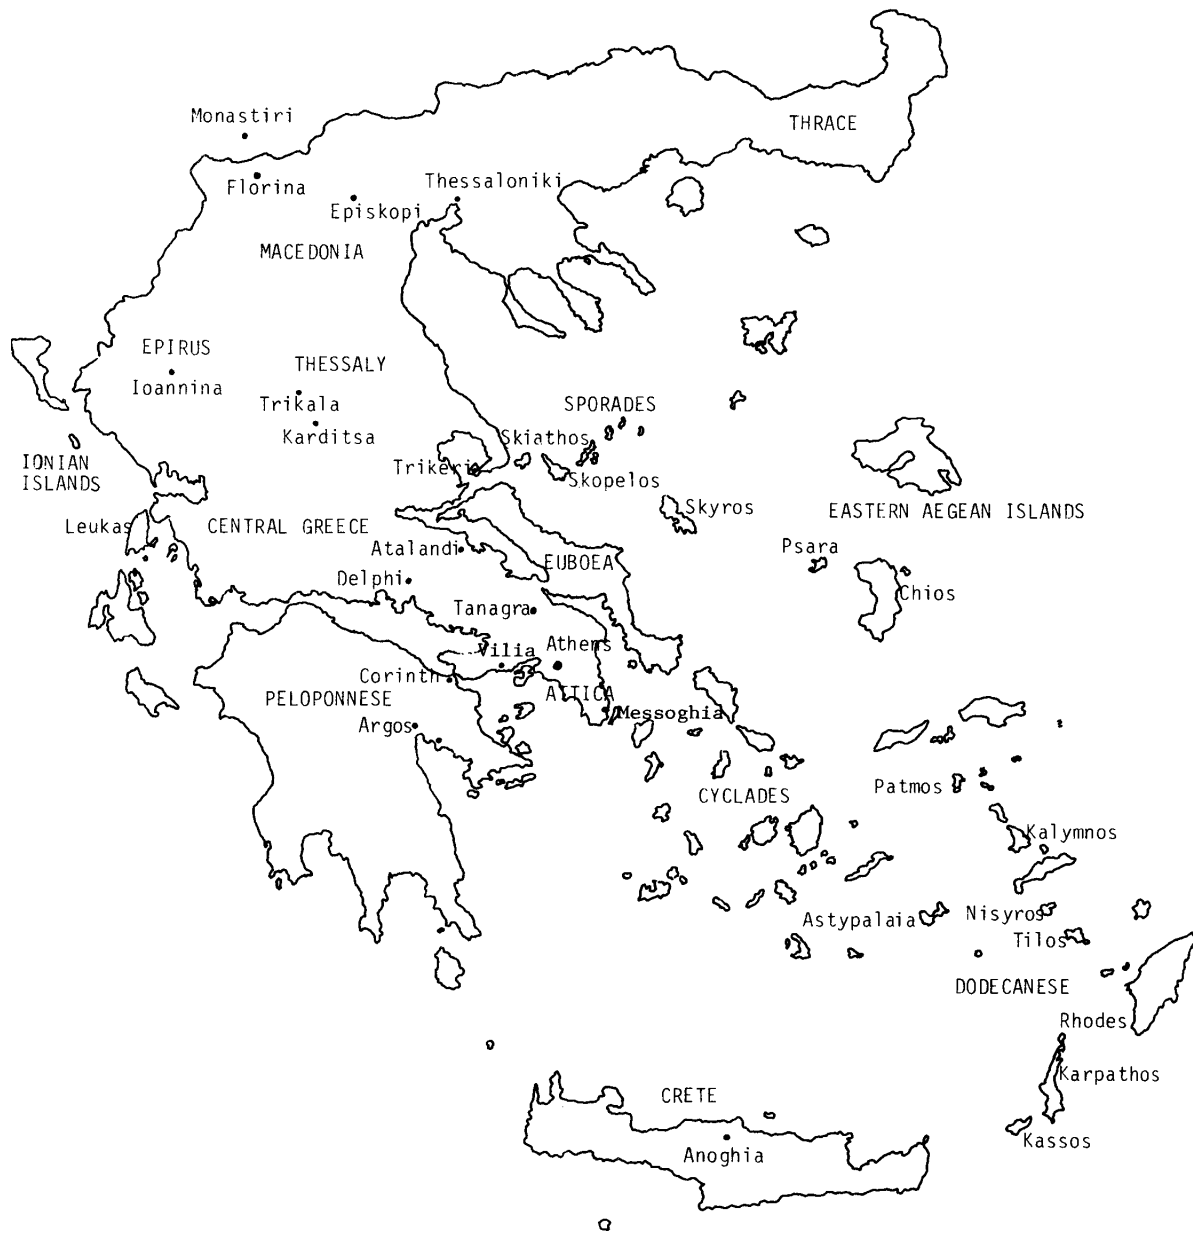 THRACE
Monastiri
Florina
Thessaloniki
Episkopi
MACEDONIA
EPIRUS
Ioannina
THESSALY
Trikala
Karditsa
SPORADES
Skiathos
Trikeri
Skopelos
IONIAN
ISLANDS
Skyros
EASTERN AEGEAN ISLANDS
Leukas
CENTRAL GREECE
Atalandi
Psara
EUBOEA
Delphi
Chios
Tanagra
Vilia
Athens
Corinth
ATTICA
PELOPONNESE
Messoghia
Argos
Patmos
CYCLADES
Kalymnos
Astypalaia
Nisyros
Tilos
DODECANESE
Rhodes
Karpathos
CRETE
Kassos
Anoghia